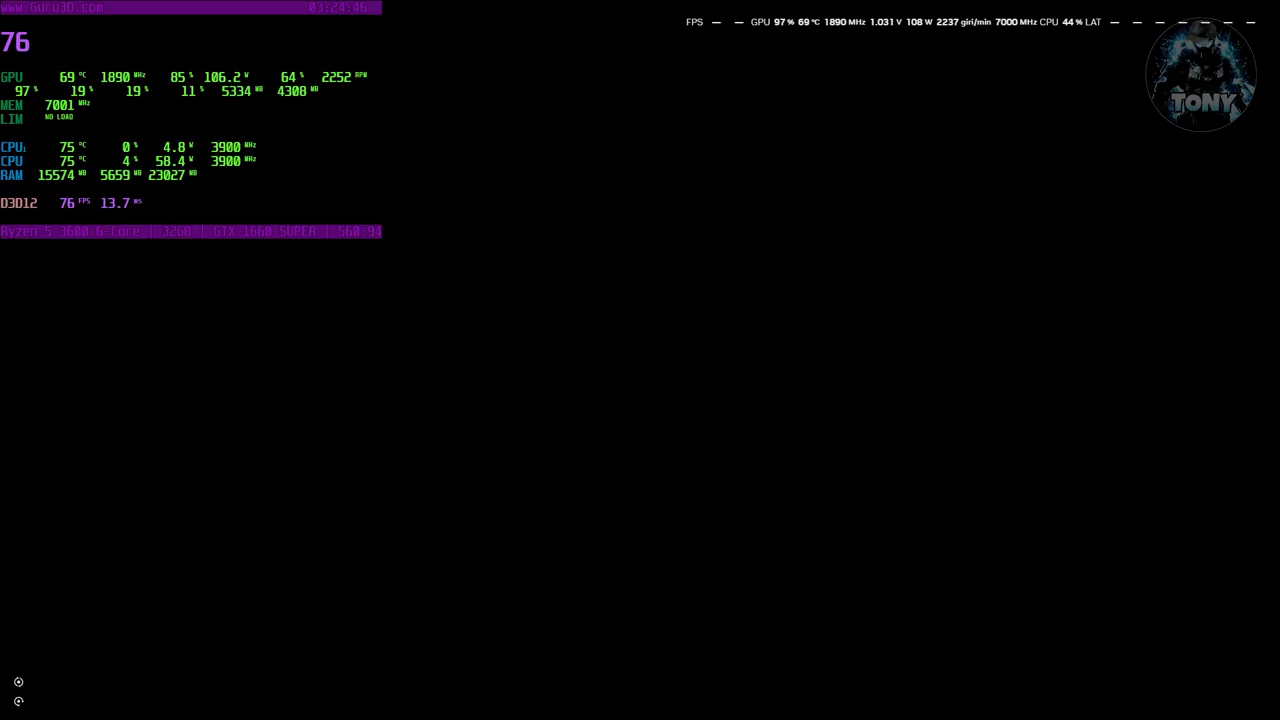 www.Guru3D.com 03:24:46
FPS — — GPU 97 % 69 °C 1890 MHz 1.031 V 108 W 2237 giri/min 7000 MHz CPU 44 % LAT — — — — — — —
76
TONY
GPU 69 °C 1890 MHz 85 % 106.2 W 64 % 2252 RPM
97 % 19 % 19 % 11 % 5334 MB 4308 MB
MEM 7001 MHz
LIM NO LOAD
CPU1 75 °C 0 % 4.8 W 3900 MHz
CPU 75 °C 4 % 58.4 W 3900 MHz
RAM 15574 MB 5659 MB 23027 MB
D3D12 76 FPS 13.7 ms
Ryzen 5 3600 6-Core | 32GB | GTX 1660 SUPER | 560.94